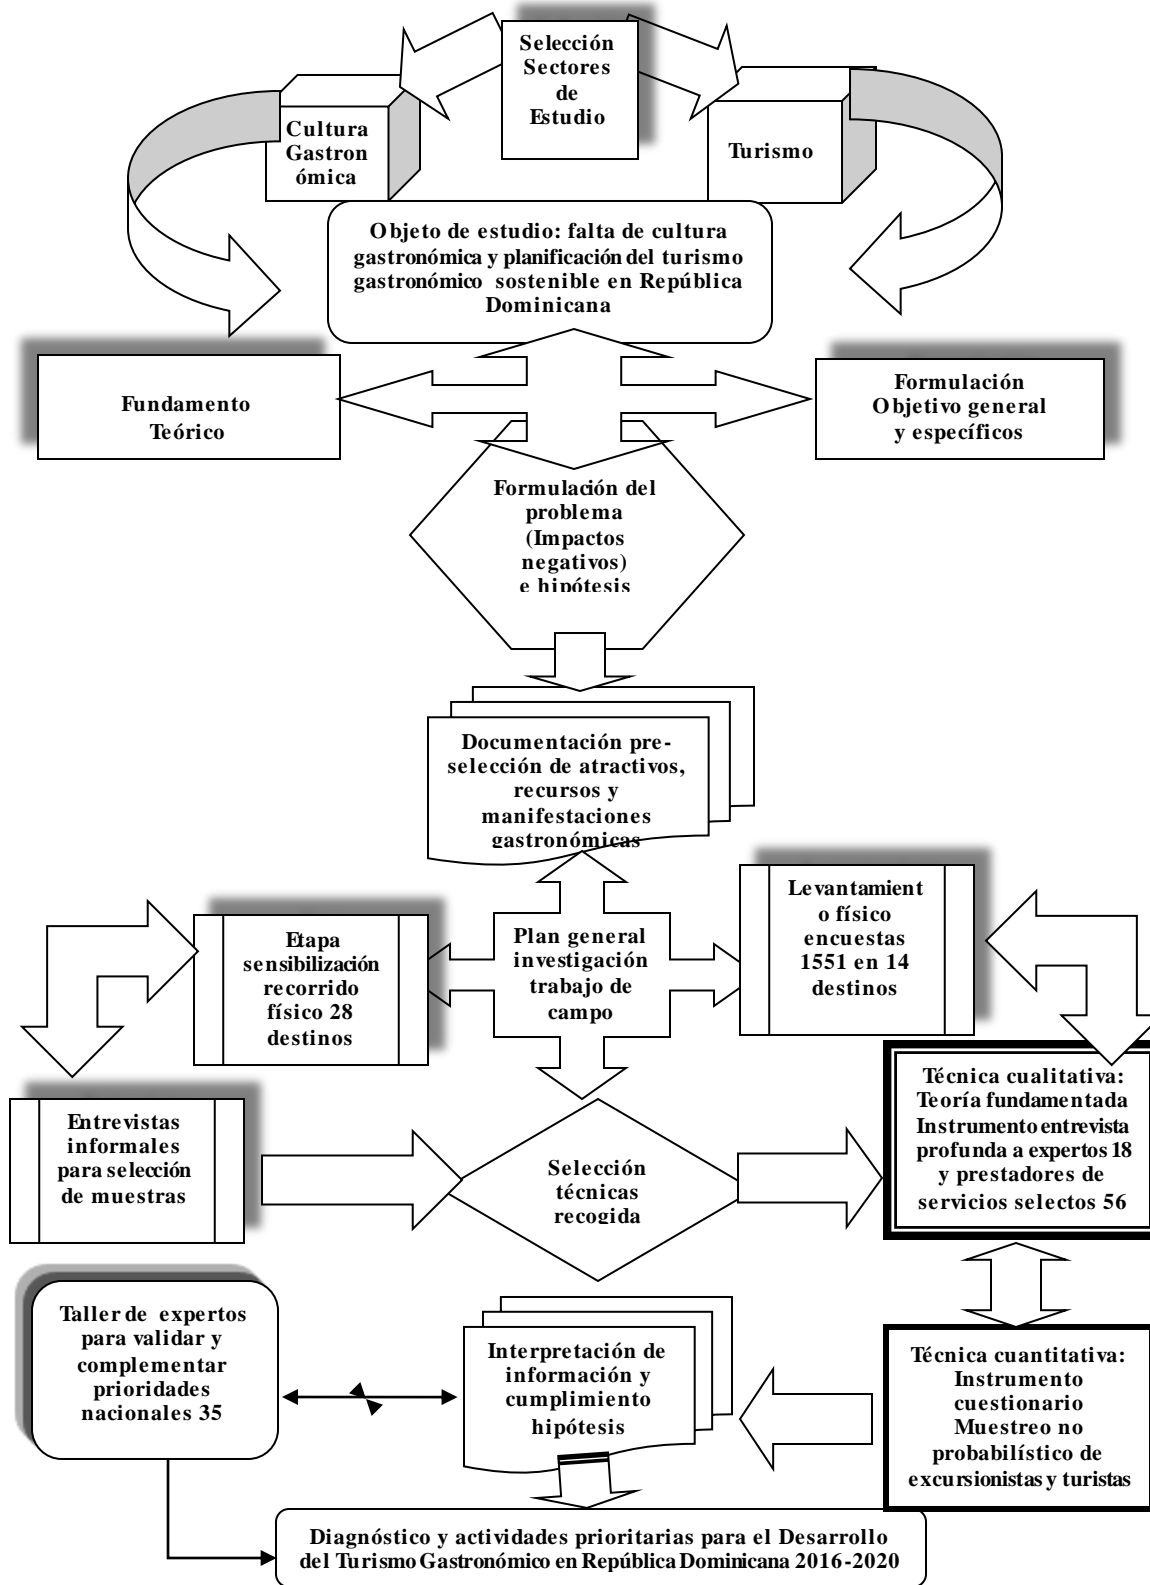 Selección
Sectores
de
Estudio
Cultura
Gastron
ómica
Turismo
Objeto de estudio: falta de cultura
gastronómica y planificación del turismo
gastronómico sostenible en República
Dominicana
Fundamento
Teórico
Formulación
Objetivo general
y específicos
Formulación del
problema
(Impactos
negativos)
e hipótesis
Documentación pre-
selección de atractivos,
recursos y
manifestaciones
gastronómicas
Etapa
sensibilización
recorrido
físico 28
destinos
Plan general
investigación
trabajo de
campo
Levantamient
o físico
encuestas
1551 en 14
destinos
Entrevistas
informales
para selección
de muestras
Selección
técnicas
recogida
Técnica cualitativa:
Teoría fundamentada
Instrumento entrevista
profunda a expertos 18
y prestadores de
servicios selectos 56
Taller de expertos
para validar y
complementar
prioridades
nacionales 35
Interpretación de
información y
cumplimiento
hipótesis
Técnica cuantitativa:
Instrumento
cuestionario
Muestreo no
probabilístico de
excursionistas y turistas
Diagnóstico y actividades prioritarias para el Desarrollo
del Turismo Gastronómico en República Dominicana 2016-2020